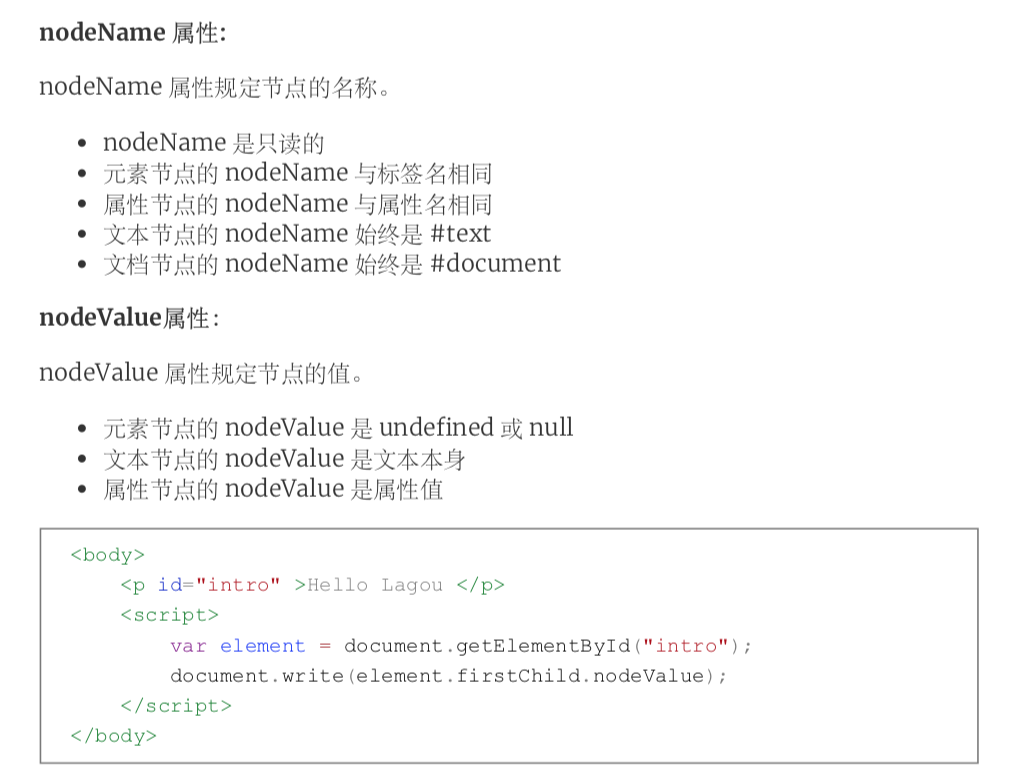 nodeName 属性:
nodeName 属性规定节点的名称。
• nodeName 是只读的
• 元素节点的 nodeName 与标签名相同
• 属性节点的 nodeName 与属性名相同
• 文本节点的 nodeName 始终是 #text
• 文档节点的 nodeName 始终是 #document
nodeValue属性:
nodeValue 属性规定节点的值。
• 元素节点的 nodeValue 是 undefined 或 null
• 文本节点的 nodeValue 是文本本身
• 属性节点的 nodeValue 是属性值
<body>
    <p id="intro" >Hello Lagou </p>
    <script>
        var element = document.getElementById("intro");
        document.write(element.firstChild.nodeValue);
    </script>
</body>